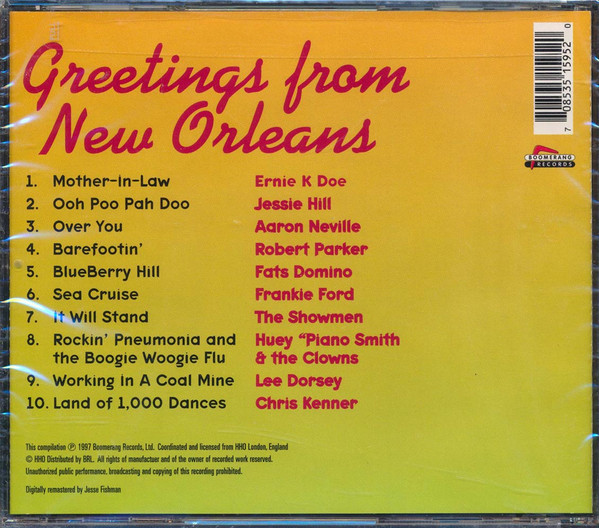 Greetings from
New Orleans
7 08535 15952 0
BOOMERANG
RECORDS
1. Mother-in-Law Ernie K Doe
2. Ooh Poo Pah Doo Jessie Hill
3. Over You Aaron Neville
4. Barefootin' Robert Parker
5. BlueBerry Hill Fats Domino
6. Sea Cruise Frankie Ford
7. It Will Stand The Showmen
8. Rockin' Pneumonia and Huey "Piano Smith
the Boogie Woogie Flu & the Clowns
9. Working In A Coal Mine Lee Dorsey
10. Land of 1,000 Dances Chris Kenner
This compilation ℗ 1997 Boomerang Records, Ltd. Coordinated and licensed from HHO London, England
© HHO Distributed by BRL. All rights of manufactuer and of the owner of recorded work reserved.
Unauthorized public performance, broadcasting and copying of this recording prohibited.
Digitally remastered by Jesse Fishman